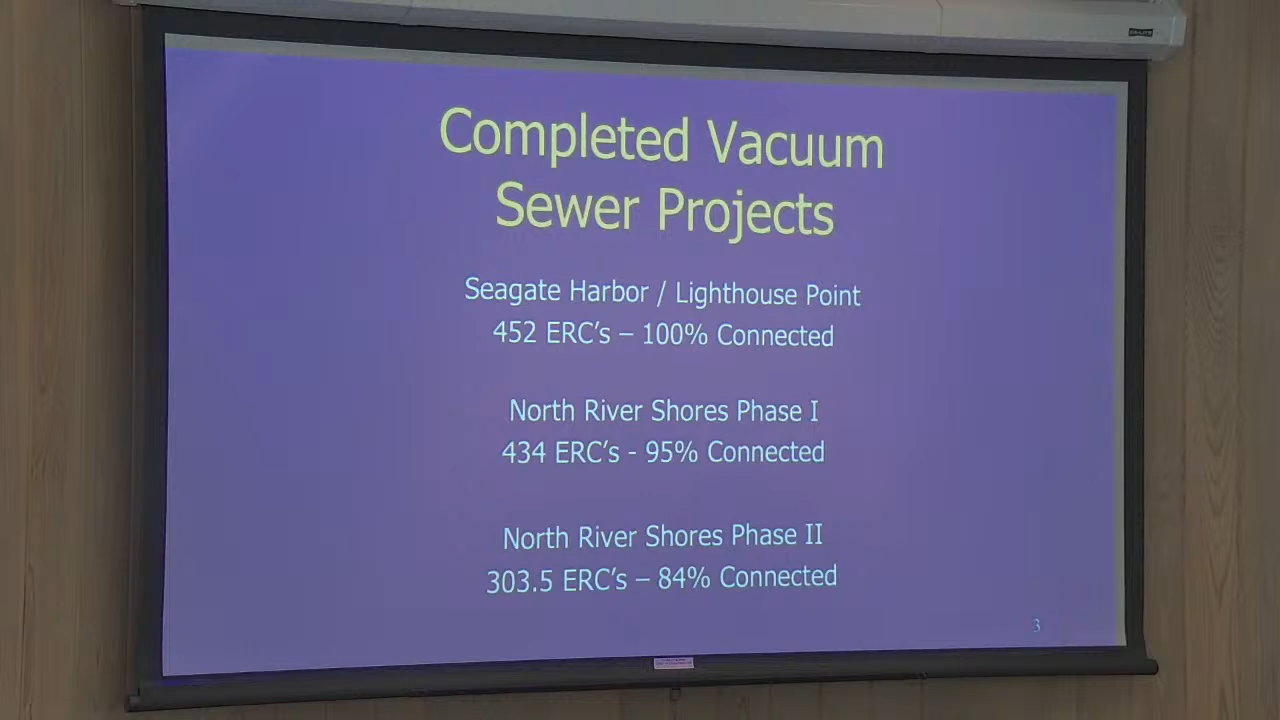 Completed Vacuum
Sewer Projects
Seagate Harbor / Lighthouse Point
452 ERC's – 100% Connected
North River Shores Phase I
434 ERC's - 95% Connected
North River Shores Phase II
303.5 ERC's – 84% Connected
3